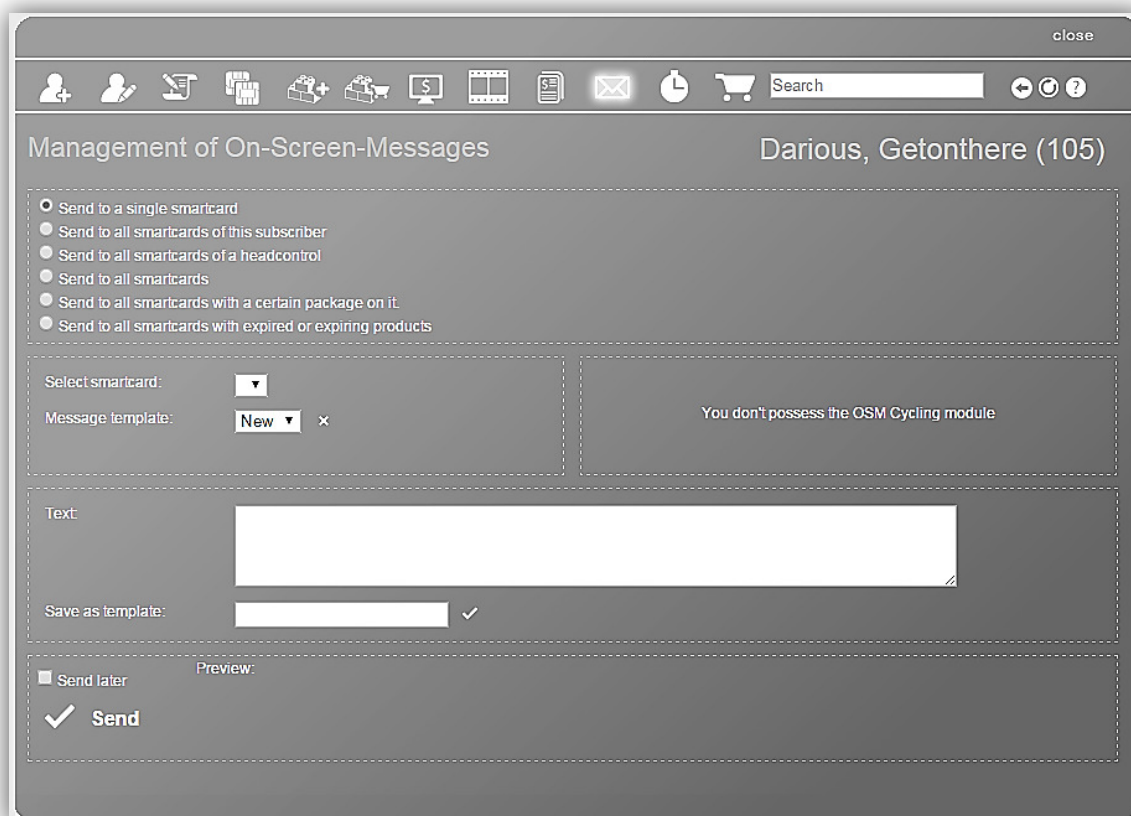 close
Search
Management of On-Screen-Messages
Darious, Getonthere (105)
Send to a single smartcard
Send to all smartcards of this subscriber
Send to all smartcards of a headcontrol
Send to all smartcards
Send to all smartcards with a certain package on it.
Send to all smartcards with expired or expiring products
Select smartcard:
Message template: New
You don't possess the OSM Cycling module
Text:
Save as template:
Send later
Preview:
Send